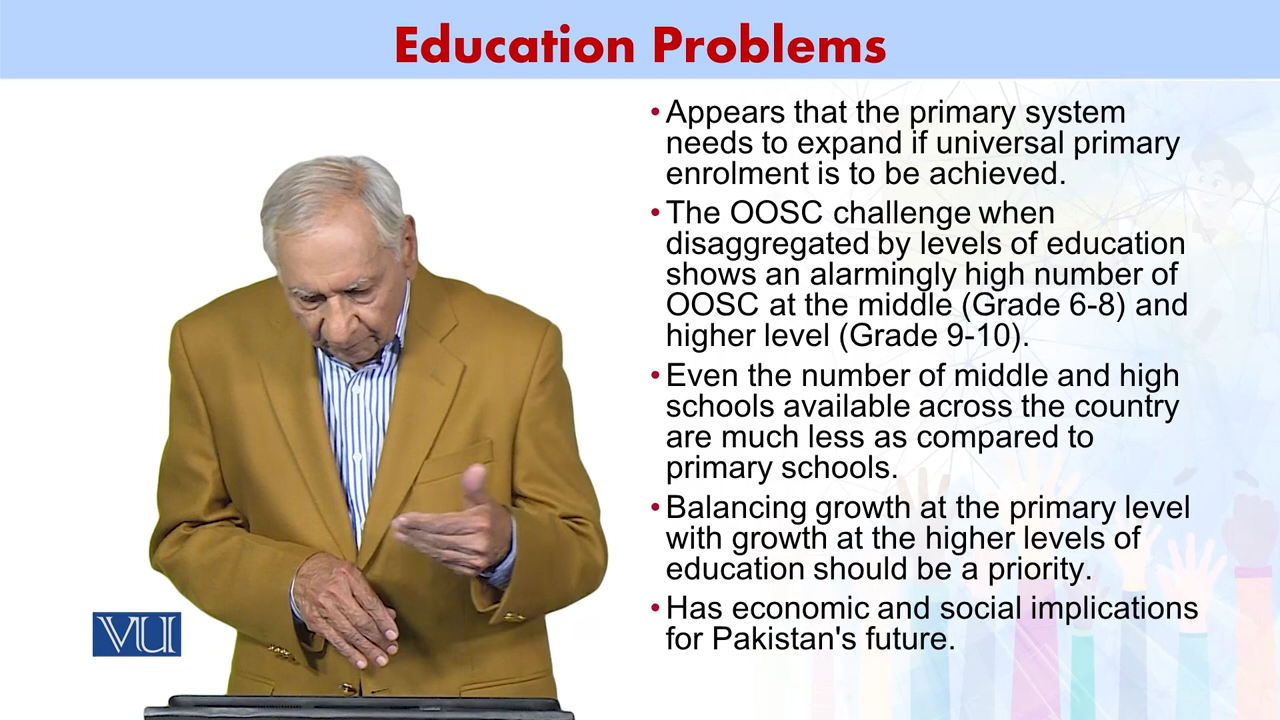 Education Problems
• Appears that the primary system
needs to expand if universal primary
enrolment is to be achieved.
• The OOSC challenge when
disaggregated by levels of education
shows an alarmingly high number of
OOSC at the middle (Grade 6-8) and
higher level (Grade 9-10).
• Even the number of middle and high
schools available across the country
are much less as compared to
primary schools.
• Balancing growth at the primary level
with growth at the higher levels of
education should be a priority.
• Has economic and social implications
for Pakistan's future.
VU